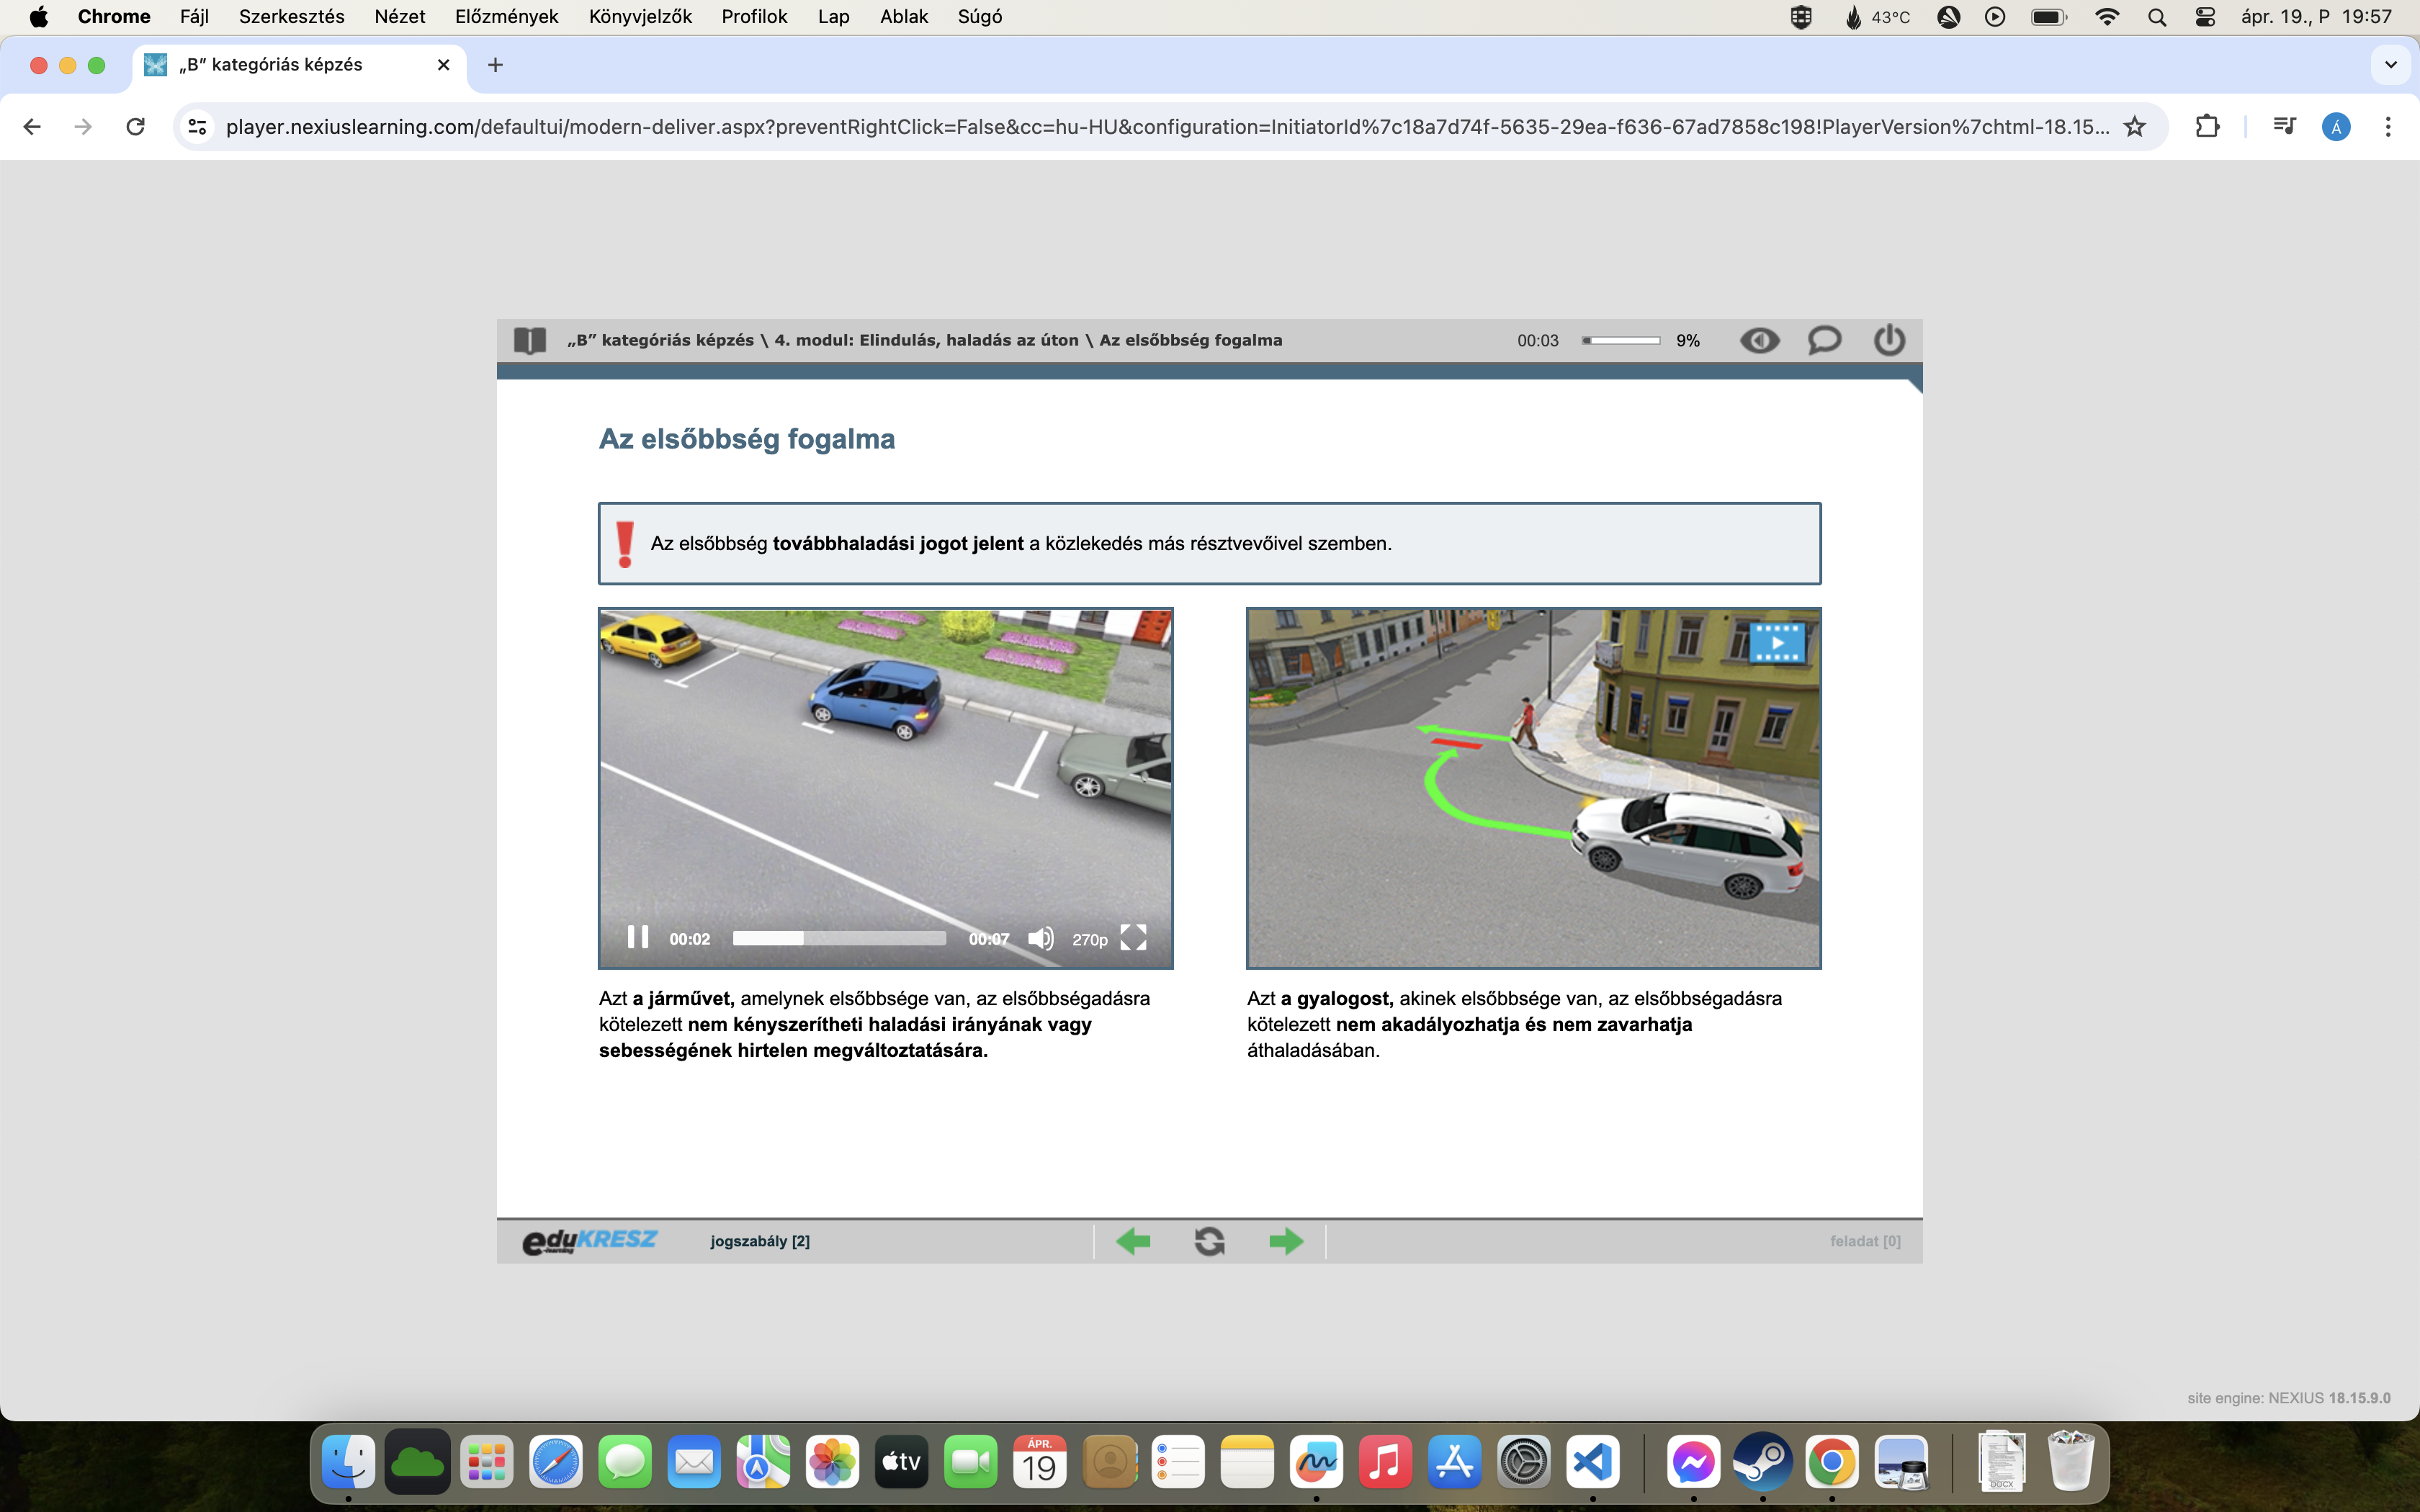 Chrome Fájl Szerkesztés Nézet Előzmények Könyvjelzők Profilok Lap Ablak Súgó 43°C ápr. 19., P 19:57
„B” kategóriás képzés
player.nexiuslearning.com/defaultui/modern-deliver.aspx?preventRightClick=False&cc=hu-HU&configuration=InitiatorId%7c18a7d74f-5635-29ea-f636-67ad7858c198!PlayerVersion%7chtml-18.15... Á
„B” kategóriás képzés \ 4. modul: Elindulás, haladás az úton \ Az elsőbbség fogalma 00:03 9%
Az elsőbbség fogalma
Az elsőbbség továbbhaladási jogot jelent a közlekedés más résztvevőivel szemben.
00:02 00:07 270p
Azt a járművet, amelynek elsőbbsége van, az elsőbbségadásra
kötelezett nem kényszerítheti haladási irányának vagy
sebességének hirtelen megváltoztatására.
Azt a gyalogost, akinek elsőbbsége van, az elsőbbségadásra
kötelezett nem akadályozhatja és nem zavarhatja
áthaladásában.
eduKRESZ
e-learning
jogszabály [2] feladat [0]
site engine: NEXIUS 18.15.9.0
tv
ÁPR.
19
DOCX